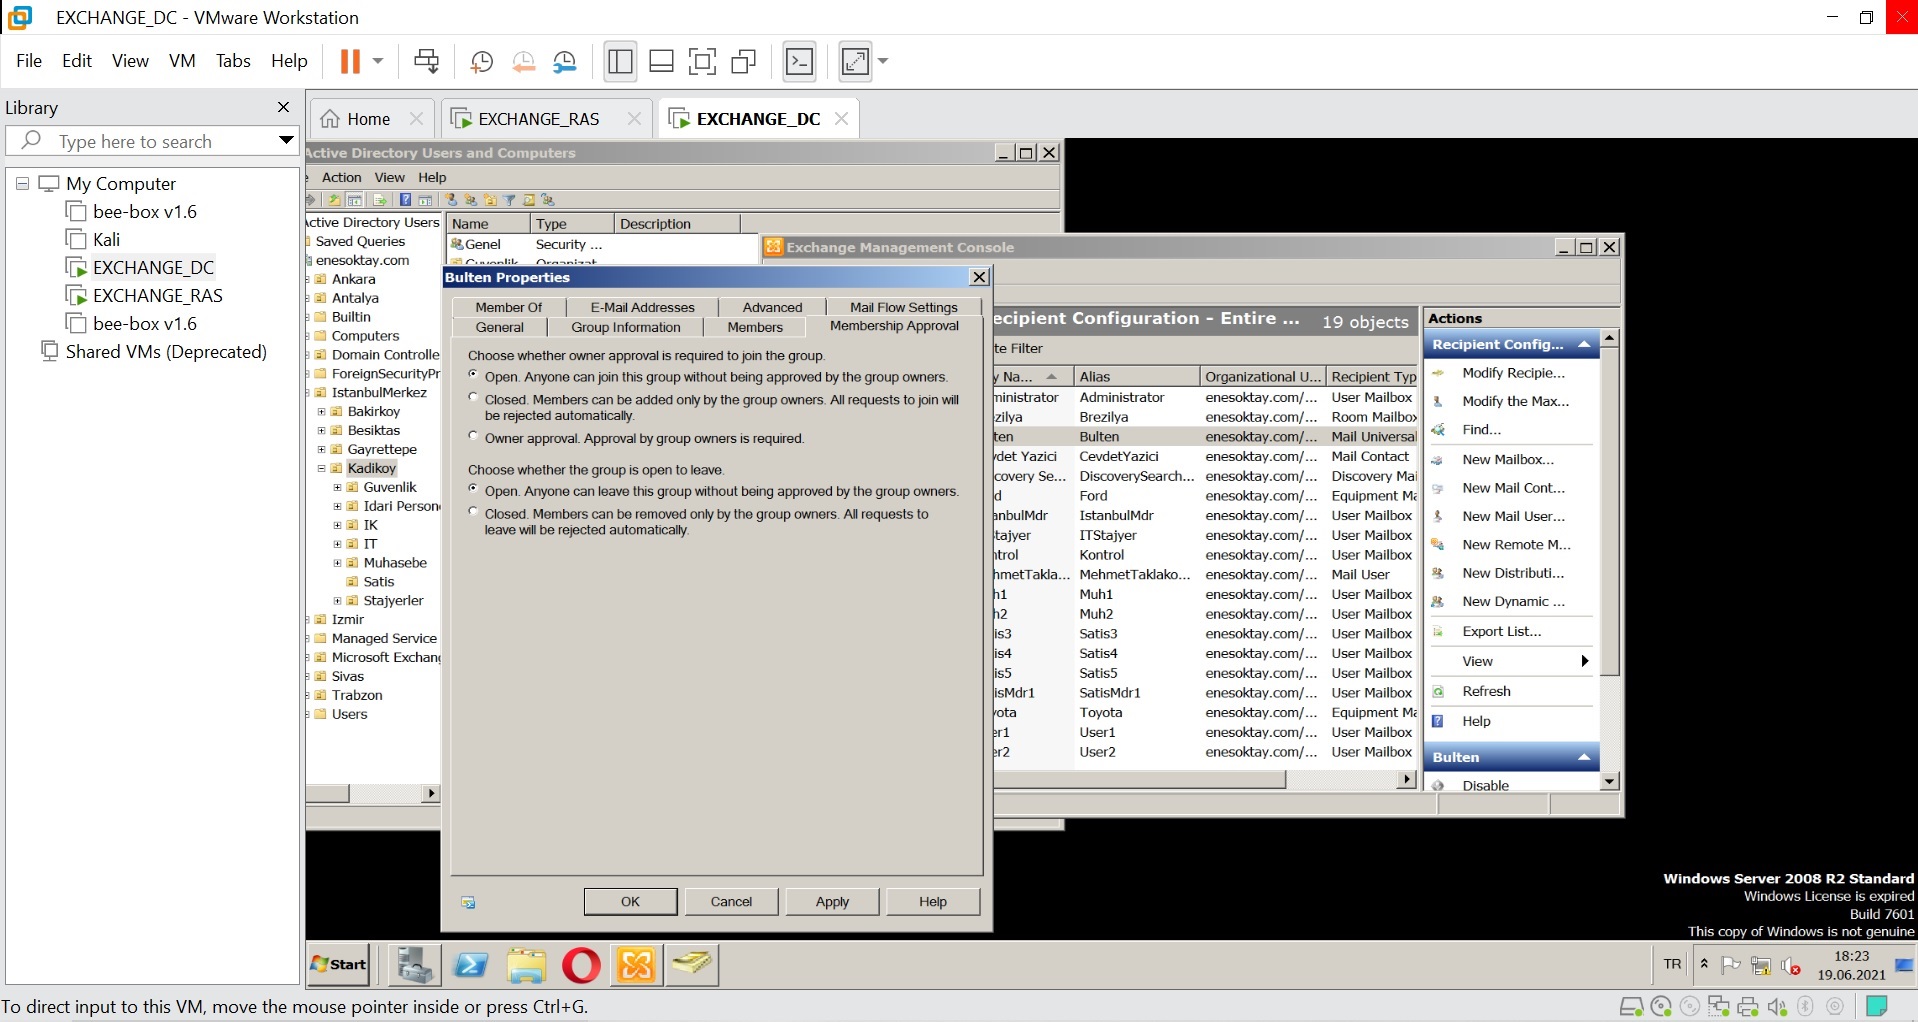 EXCHANGE_DC - VMware Workstation
File Edit View VM Tabs Help
Library
Type here to search
My Computer
bee-box v1.6
Kali
EXCHANGE_DC
EXCHANGE_RAS
bee-box v1.6
Shared VMs (Deprecated)
Home
EXCHANGE_RAS
EXCHANGE_DC
Active Directory Users and Computers
Action View Help
Active Directory Users
Saved Queries
enesoktay.com
Ankara
Antalya
Builtin
Computers
Domain Controlle
ForeignSecurityPr
IstanbulMerkez
Bakirkoy
Besiktas
Gayrettepe
Kadikoy
Guvenlik
Idari Person
IK
IT
Muhasebe
Satis
Stajyerler
Izmir
Managed Service
Microsoft Exchang
Sivas
Trabzon
Users
Name Type Description
Genel Security ...
Guvenlik Organizat
Bulten Properties
Member Of E-Mail Addresses Advanced Mail Flow Settings
General Group Information Members Membership Approval
Choose whether owner approval is required to join the group.
Open. Anyone can join this group without being approved by the group owners.
Closed. Members can be added only by the group owners. All requests to join will
be rejected automatically.
Owner approval. Approval by group owners is required.
Choose whether the group is open to leave.
Open. Anyone can leave this group without being approved by the group owners.
Closed. Members can be removed only by the group owners. All requests to
leave will be rejected automatically.
OK Cancel Apply Help
Exchange Management Console
ecipient Configuration - Entire ... 19 objects
te Filter
y Na... Alias Organizational U... Recipient Typ
ministrator Administrator enesoktay.com/... User Mailbox
zilya Brezilya enesoktay.com/... Room Mailbox
ten Bulten enesoktay.com/... Mail Universal
vdet Yazici CevdetYazici enesoktay.com/... Mail Contact
covery Se... DiscoverySearch... enesoktay.com/... Discovery Mai
d Ford enesoktay.com/... Equipment Ma
anbulMdr IstanbulMdr enesoktay.com/... User Mailbox
Stajyer ITStajyer enesoktay.com/... User Mailbox
ntrol Kontrol enesoktay.com/... User Mailbox
hmetTakla... MehmetTaklako... enesoktay.com/... Mail User
h1 Muh1 enesoktay.com/... User Mailbox
h2 Muh2 enesoktay.com/... User Mailbox
is3 Satis3 enesoktay.com/... User Mailbox
is4 Satis4 enesoktay.com/... User Mailbox
is5 Satis5 enesoktay.com/... User Mailbox
isMdr1 SatisMdr1 enesoktay.com/... User Mailbox
yota Toyota enesoktay.com/... Equipment Ma
er1 User1 enesoktay.com/... User Mailbox
er2 User2 enesoktay.com/... User Mailbox
Actions
Recipient Config...
Modify Recipie...
Modify the Max...
Find...
New Mailbox...
New Mail Cont...
New Mail User...
New Remote M...
New Distributi...
New Dynamic ...
Export List...
View
Refresh
Help
Bulten
Disable
Windows Server 2008 R2 Standard
Windows License is expired
Build 7601
This copy of Windows is not genuine
Start
TR
18:23
19.06.2021
To direct input to this VM, move the mouse pointer inside or press Ctrl+G.